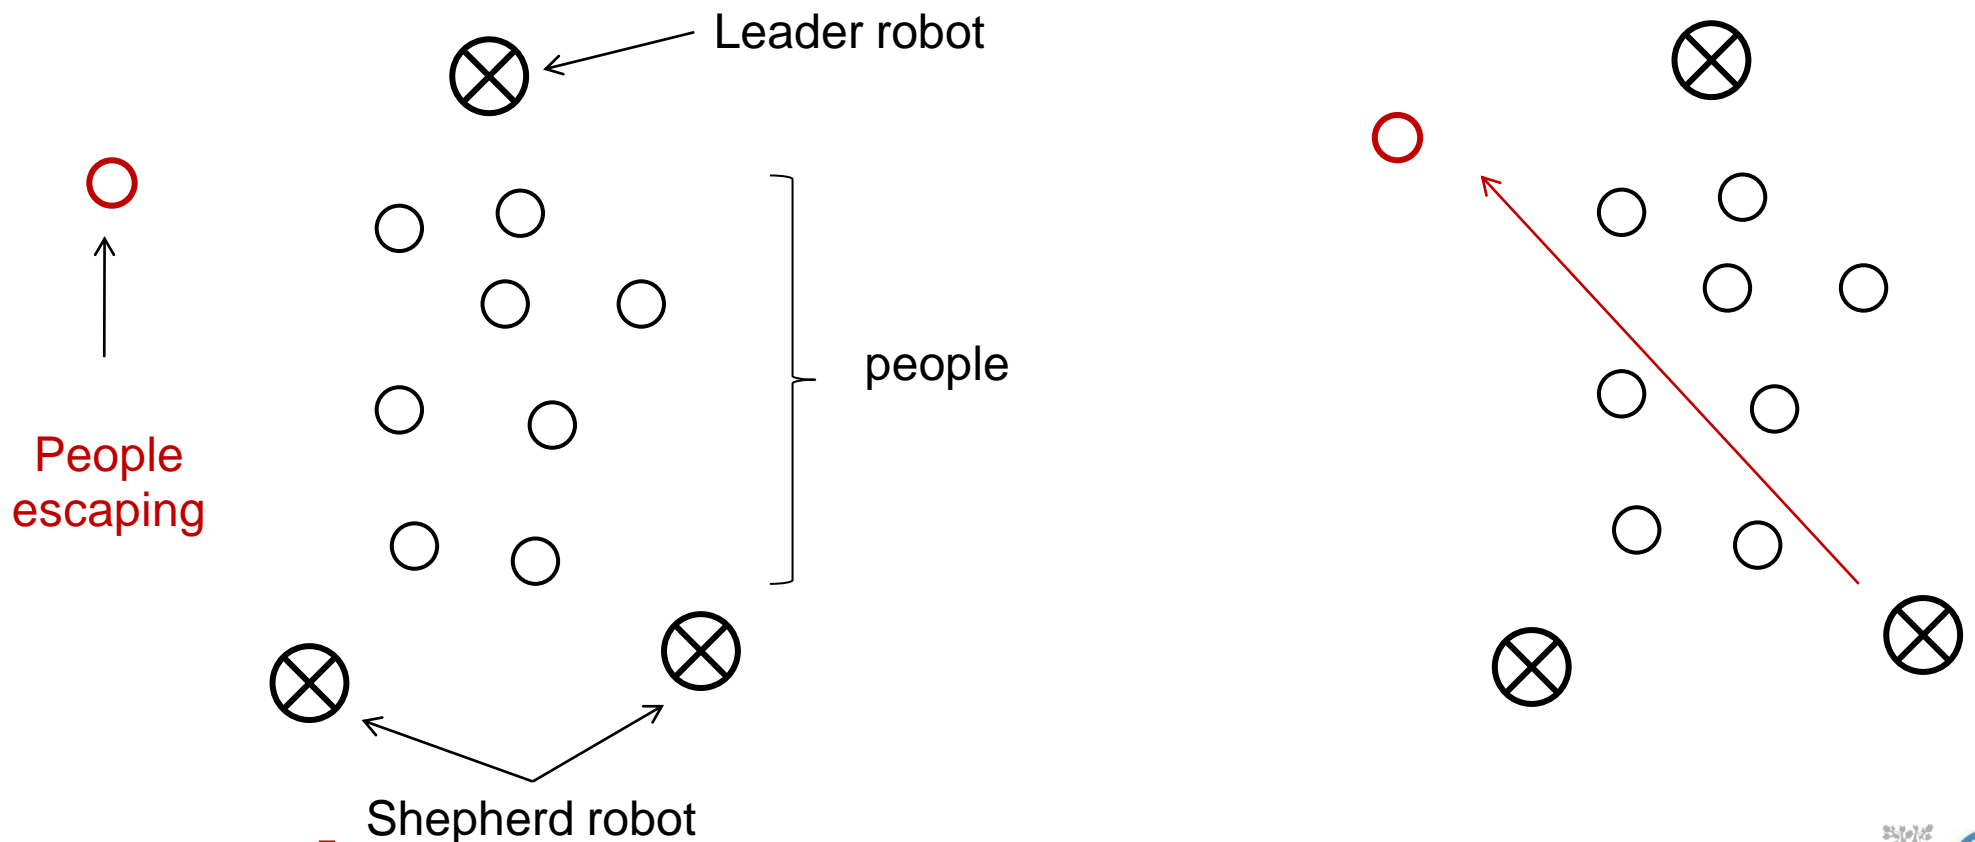 Leader robot
people
People
escaping
Shepherd robot